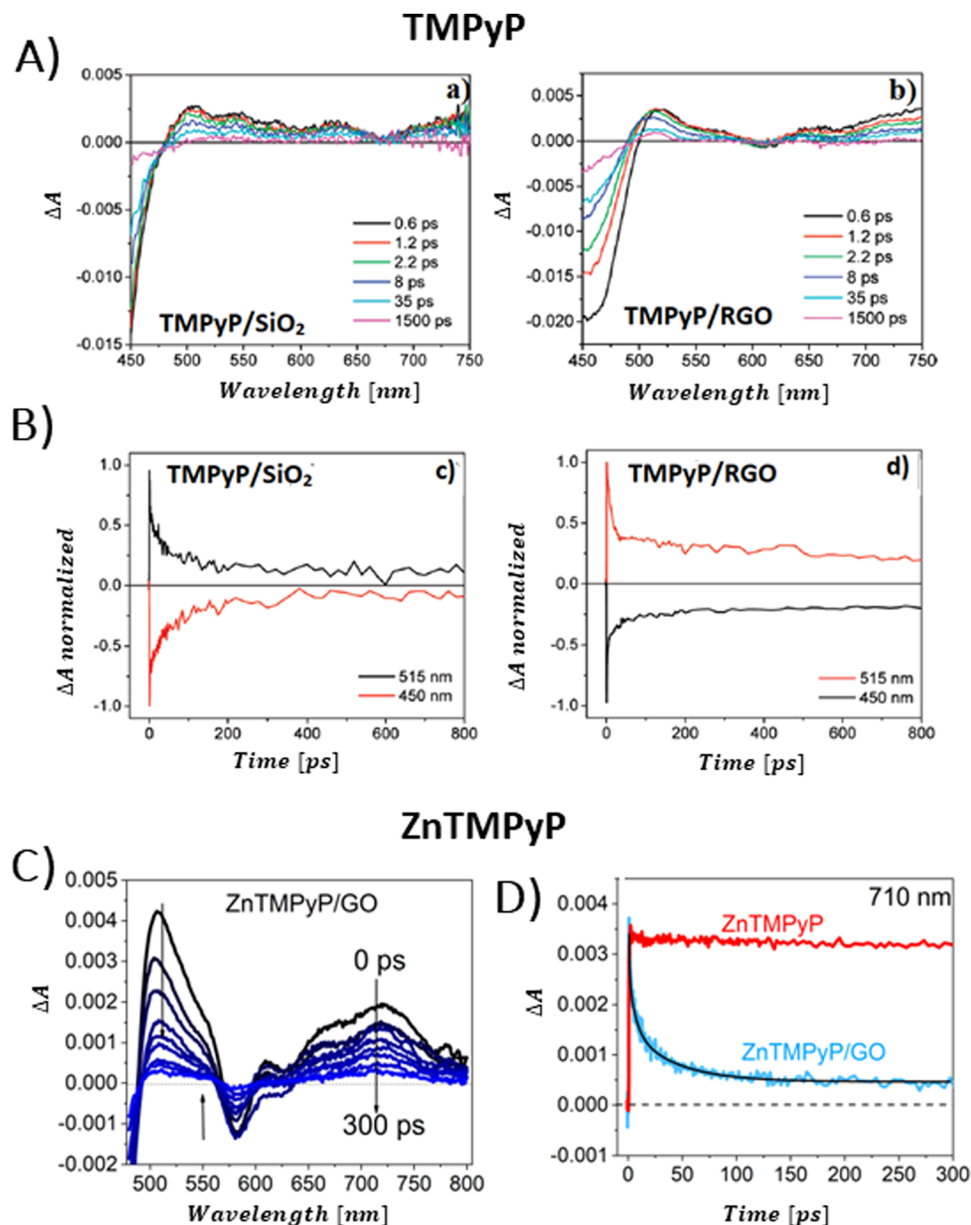 TMPyP
A)
a)
0.005
0.000
-0.005
-0.010
-0.015
ΔA
0.6 ps
1.2 ps
2.2 ps
8 ps
35 ps
1500 ps
TMPyP/SiO₂
450 500 550 600 650 700 750
Wavelength [nm]
b)
0.005
0.000
-0.005
-0.010
-0.015
-0.020
ΔA
0.6 ps
1.2 ps
2.2 ps
8 ps
35 ps
1500 ps
TMPyP/RGO
450 500 550 600 650 700 750
Wavelength [nm]
B)
TMPyP/SiO₂
c)
1.0
0.5
0.0
-0.5
-1.0
ΔA normalized
515 nm
450 nm
0 200 400 600 800
Time [ps]
TMPyP/RGO
d)
1.0
0.5
0.0
-0.5
-1.0
ΔA normalized
515 nm
450 nm
0 200 400 600 800
Time [ps]
ZnTMPyP
C)
0.005
0.004
0.003
0.002
0.001
0.000
-0.001
-0.002
ΔA
ZnTMPyP/GO
0 ps
300 ps
500 550 600 650 700 750 800
Wavelength [nm]
D)
0.004
0.003
0.002
0.001
0.000
-0.001
ΔA
710 nm
ZnTMPyP
ZnTMPyP/GO
0 50 100 150 200 250 300
Time [ps]